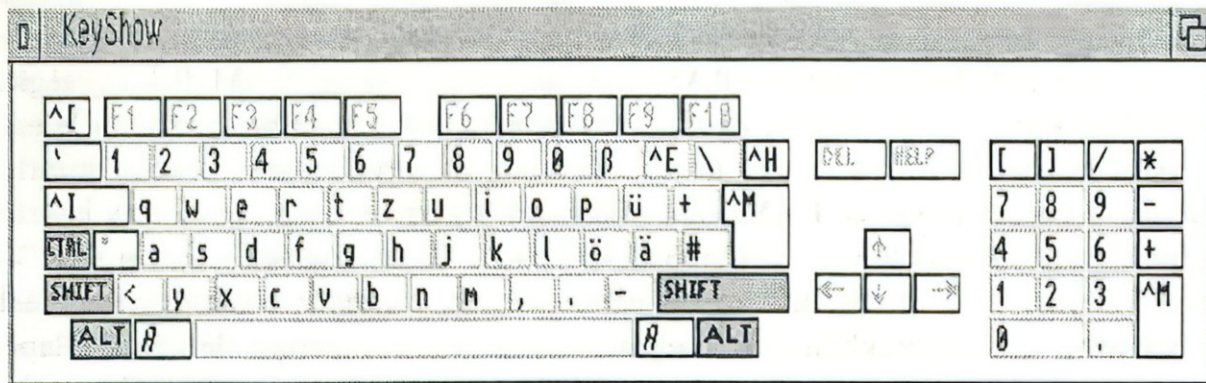 KeyShow
^[ F1 F2 F3 F4 F5 F6 F7 F8 F9 F10
` 1 2 3 4 5 6 7 8 9 0 ß ^E \ ^H DEL HELP [ ] / *
^I q w e r t z u i o p ü + ^M 7 8 9 -
CTRL a s d f g h j k l ö ä # ↑ 4 5 6 +
SHIFT < y x c v b n m , . - SHIFT ← ↓ → 1 2 3 ^M
ALT A A ALT 0 .